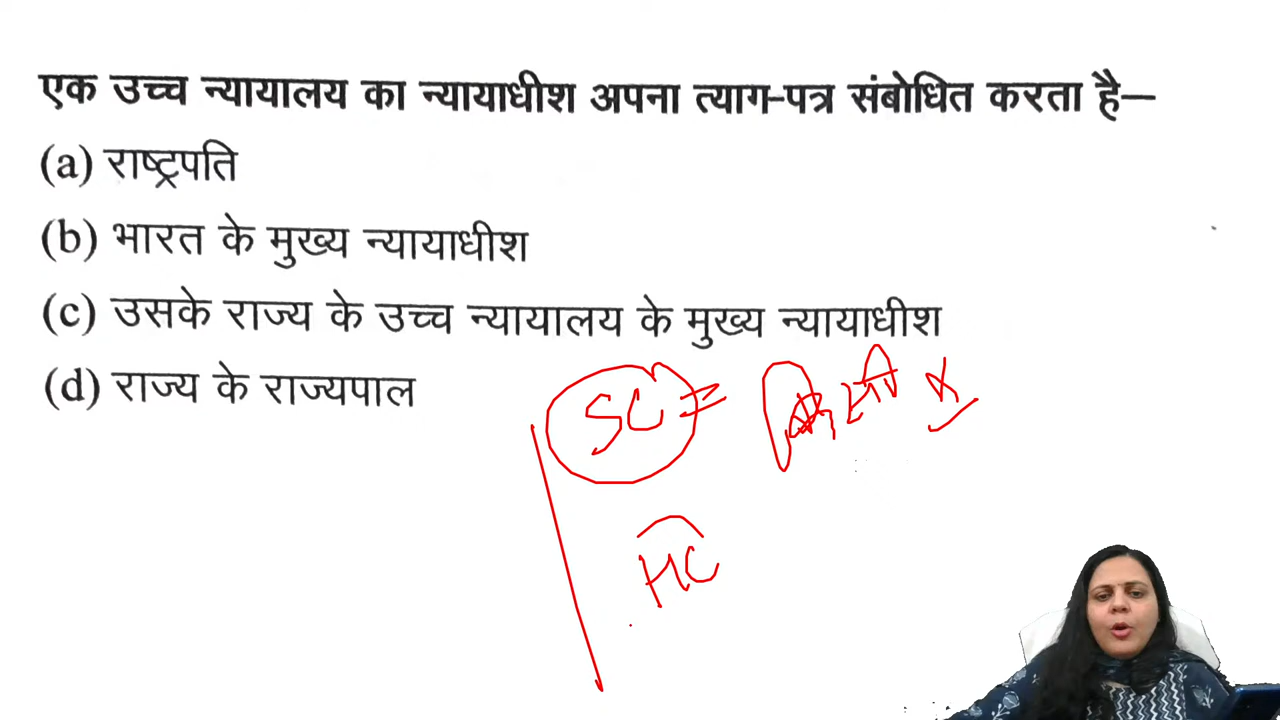 एक उच्च न्यायालय का न्यायाधीश अपना त्याग-पत्र संबोधित करता है—
(a) राष्ट्रपति
(b) भारत के मुख्य न्यायाधीश
(c) उसके राज्य के उच्च न्यायालय के मुख्य न्यायाधीश
(d) राज्य के राज्यपाल
SC =
HC